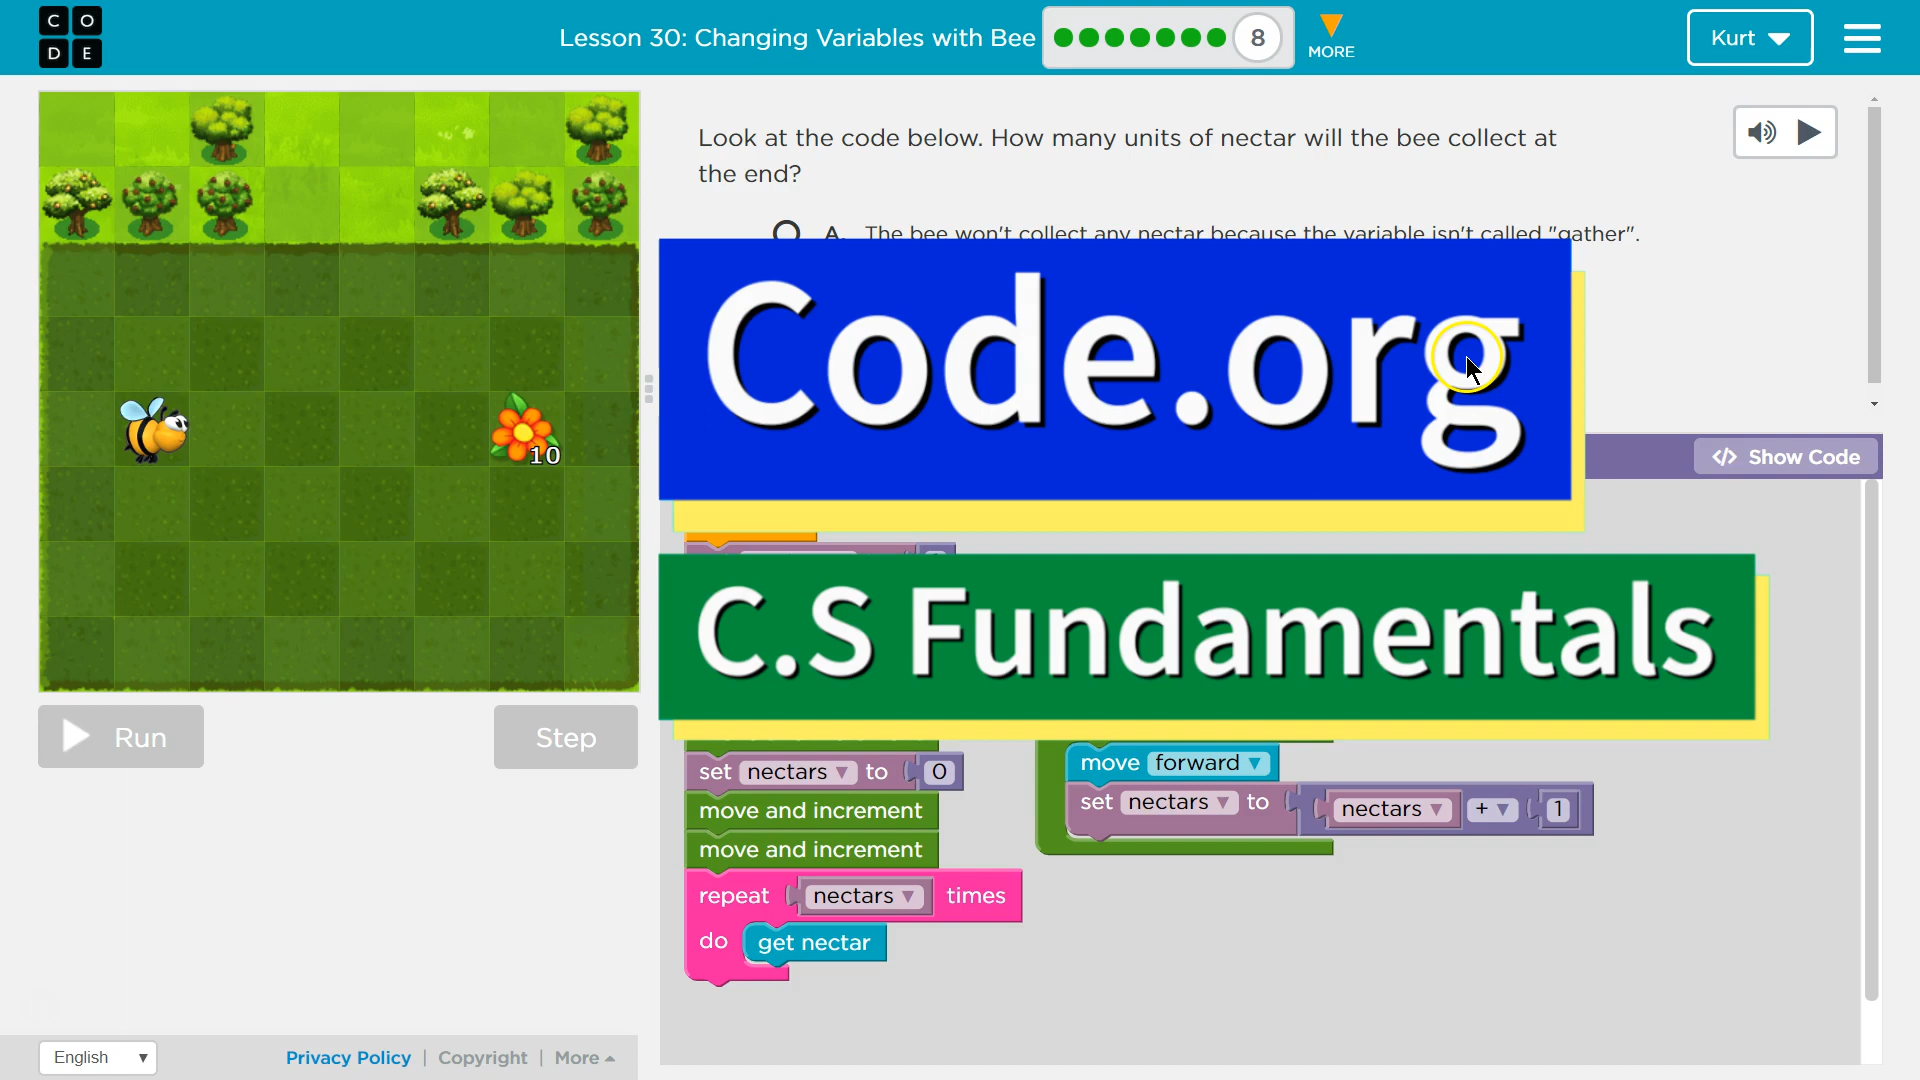 CODE
Lesson 30: Changing Variables with Bee
8
MORE
Kurt
Look at the code below. How many units of nectar will the bee collect at
the end?
A. The bee won't collect any nectar because the variable isn't called "gather".
Code.org
10
</> Show Code
C.S Fundamentals
Run
Step
move forward
set nectars to 0
set nectars to nectars + 1
move and increment
move and increment
repeat nectars times
do get nectar
English
Privacy Policy | Copyright | More